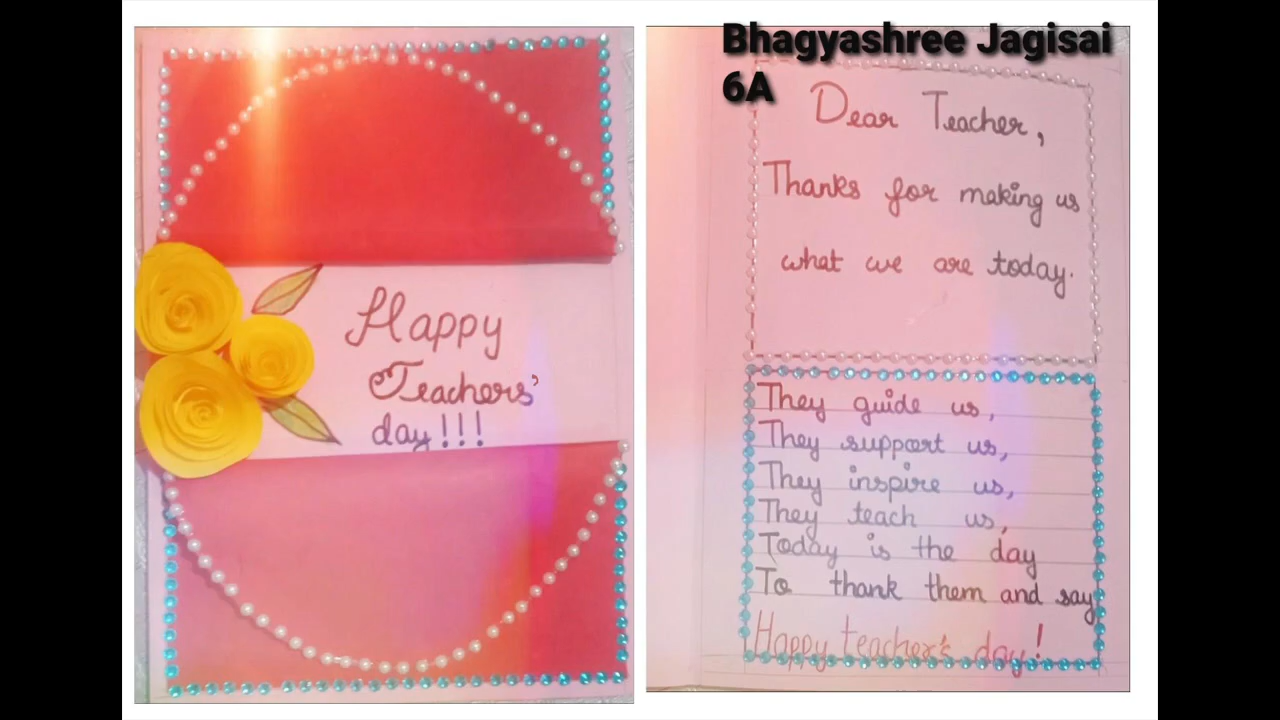 Happy
Teachers'
day!!!
Bhagyashree Jagisai
6A
Dear Teacher,
Thanks for making us
what we are today.
They guide us,
They support us,
They inspire us,
They teach us,
Today is the day
To thank them and say
Happy teacher's day!